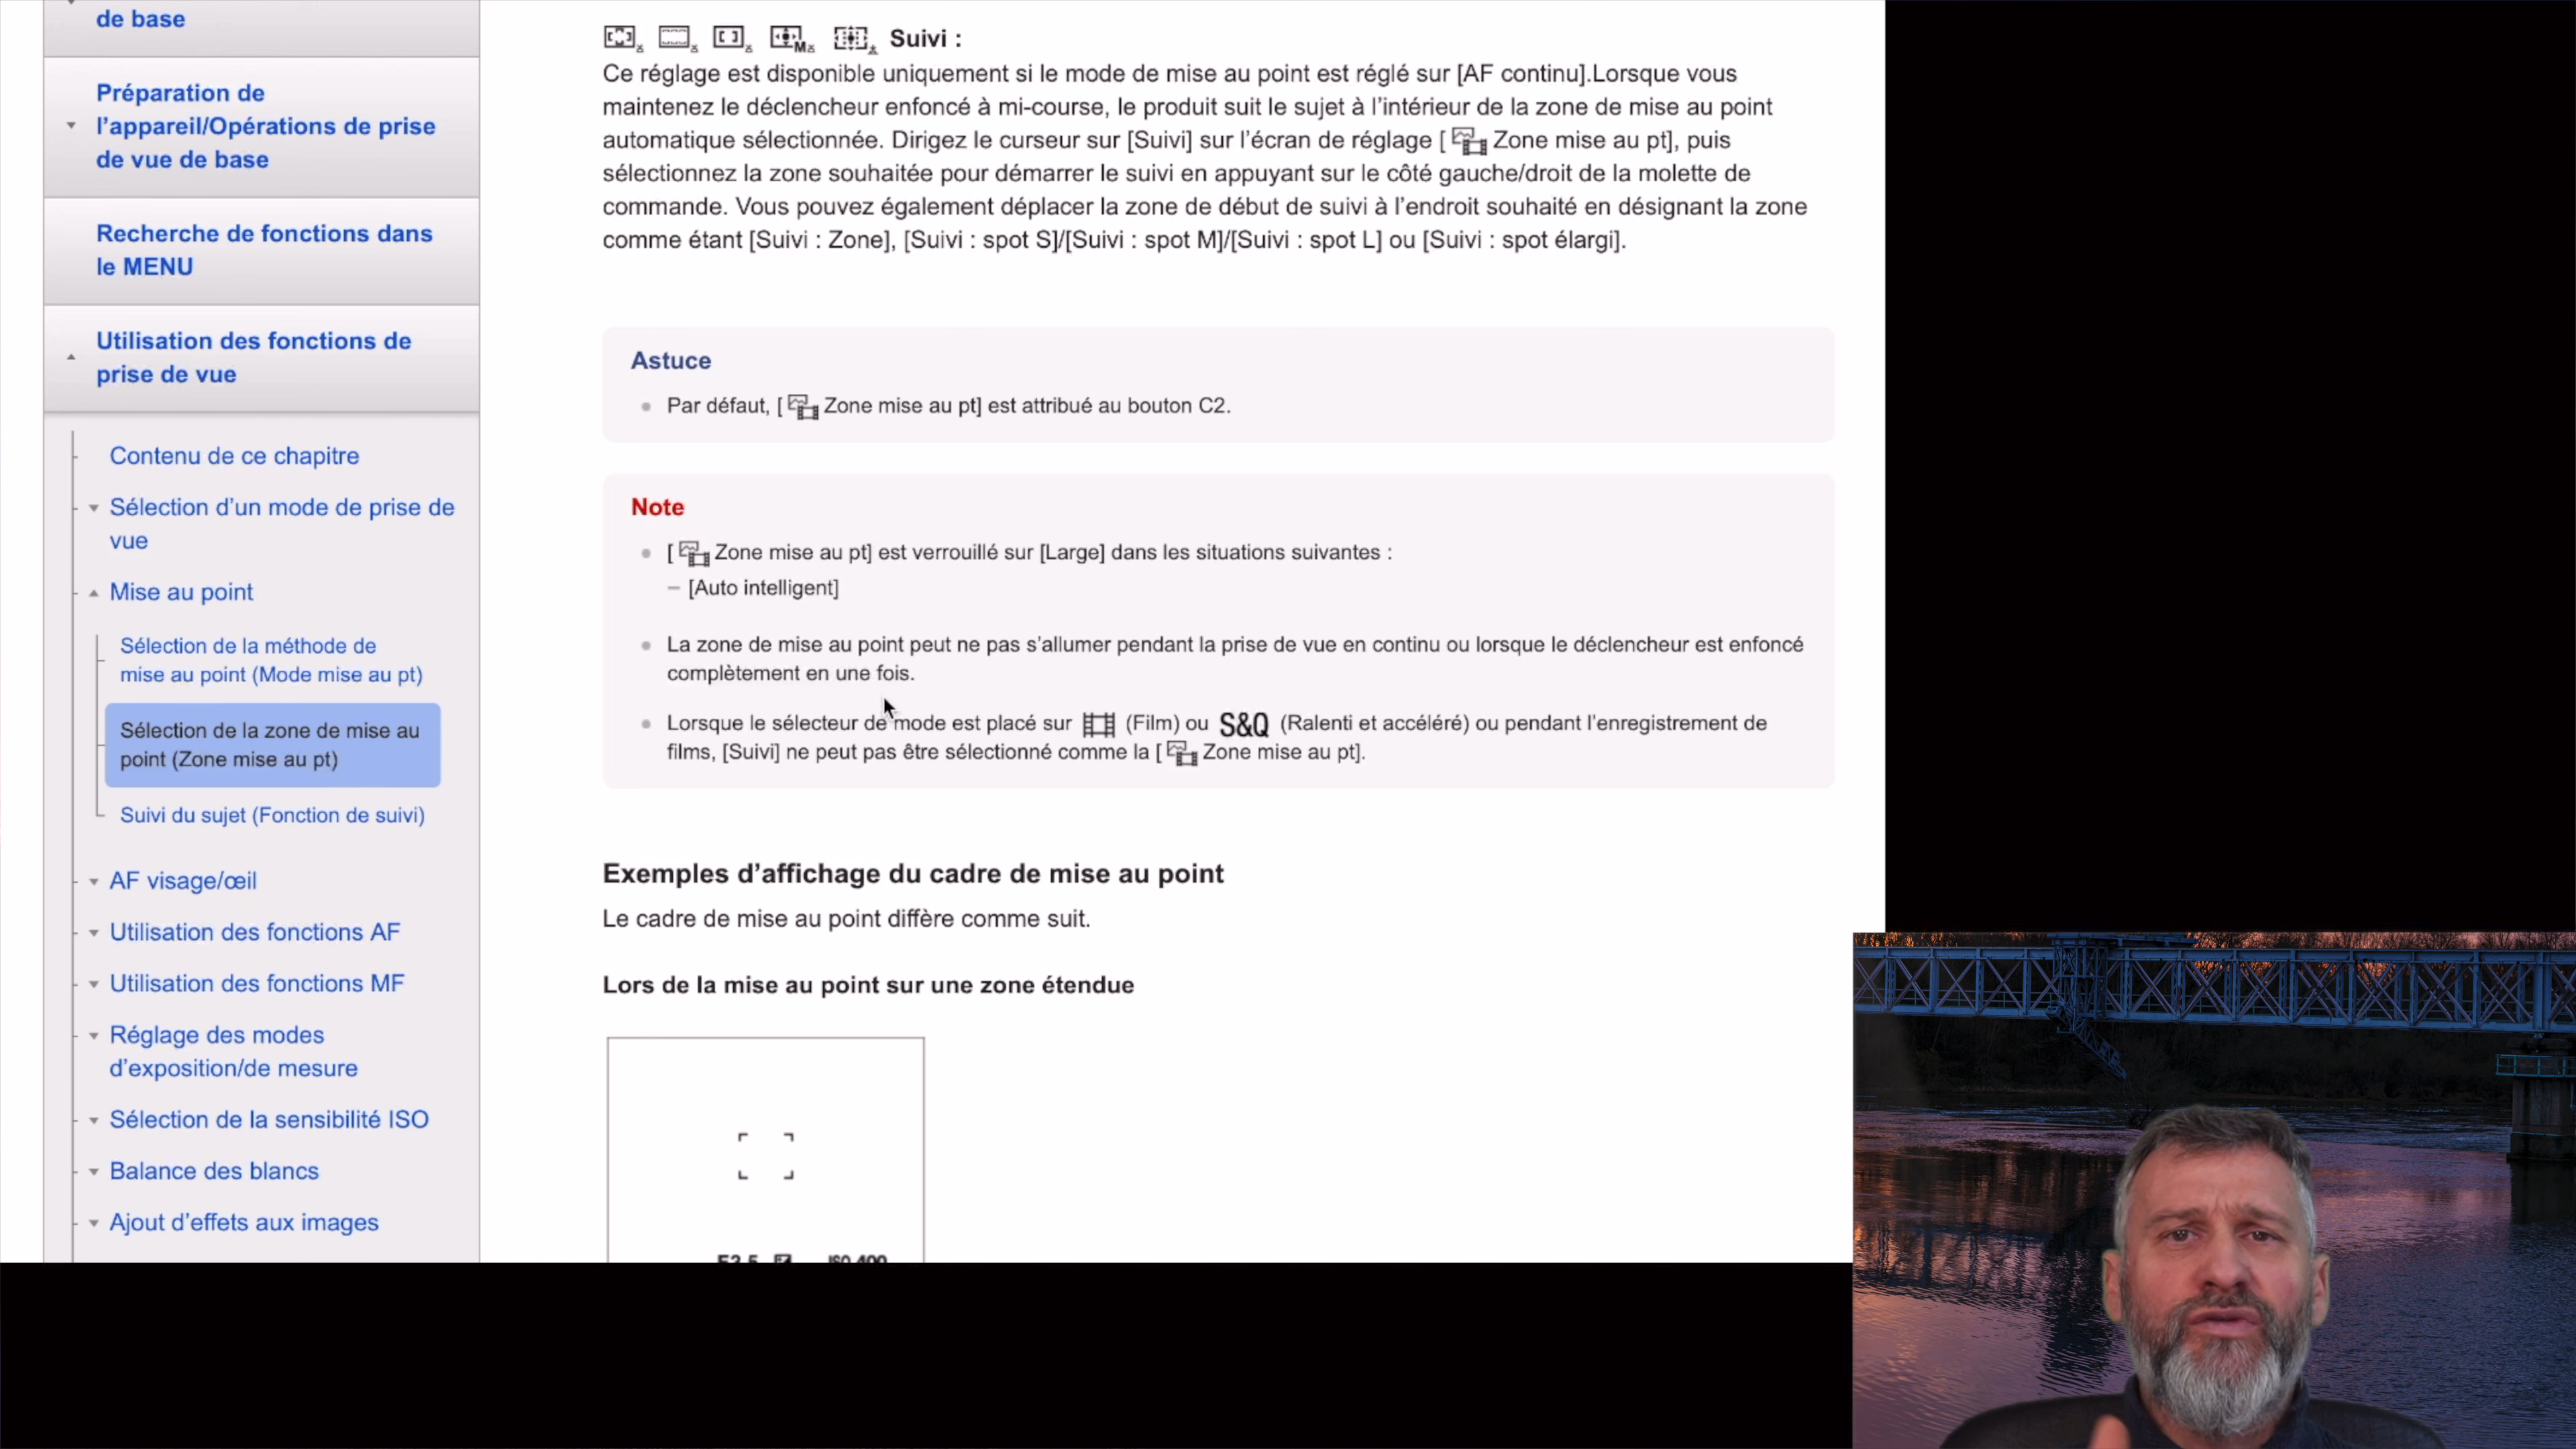 de base
Préparation de
l’appareil/Opérations de prise
de vue de base
Recherche de fonctions dans
le MENU
Utilisation des fonctions de
prise de vue
Contenu de ce chapitre
Sélection d’un mode de prise de
vue
Mise au point
Sélection de la méthode de
mise au point (Mode mise au pt)
Sélection de la zone de mise au
point (Zone mise au pt)
Suivi du sujet (Fonction de suivi)
AF visage/œil
Utilisation des fonctions AF
Utilisation des fonctions MF
Réglage des modes
d’exposition/de mesure
Sélection de la sensibilité ISO
Balance des blancs
Ajout d’effets aux images
Suivi :
Ce réglage est disponible uniquement si le mode de mise au point est réglé sur [AF continu].Lorsque vous
maintenez le déclencheur enfoncé à mi-course, le produit suit le sujet à l’intérieur de la zone de mise au point
automatique sélectionnée. Dirigez le curseur sur [Suivi] sur l’écran de réglage [ Zone mise au pt], puis
sélectionnez la zone souhaitée pour démarrer le suivi en appuyant sur le côté gauche/droit de la molette de
commande. Vous pouvez également déplacer la zone de début de suivi à l’endroit souhaité en désignant la zone
comme étant [Suivi : Zone], [Suivi : spot S]/[Suivi : spot M]/[Suivi : spot L] ou [Suivi : spot élargi].
Astuce
Par défaut, [ Zone mise au pt] est attribué au bouton C2.
Note
[ Zone mise au pt] est verrouillé sur [Large] dans les situations suivantes :
– [Auto intelligent]
La zone de mise au point peut ne pas s’allumer pendant la prise de vue en continu ou lorsque le déclencheur est enfoncé
complètement en une fois.
Lorsque le sélecteur de mode est placé sur (Film) ou S&Q (Ralenti et accéléré) ou pendant l’enregistrement de
films, [Suivi] ne peut pas être sélectionné comme la [ Zone mise au pt].
Exemples d’affichage du cadre de mise au point
Le cadre de mise au point diffère comme suit.
Lors de la mise au point sur une zone étendue
F3.5 ISO 400